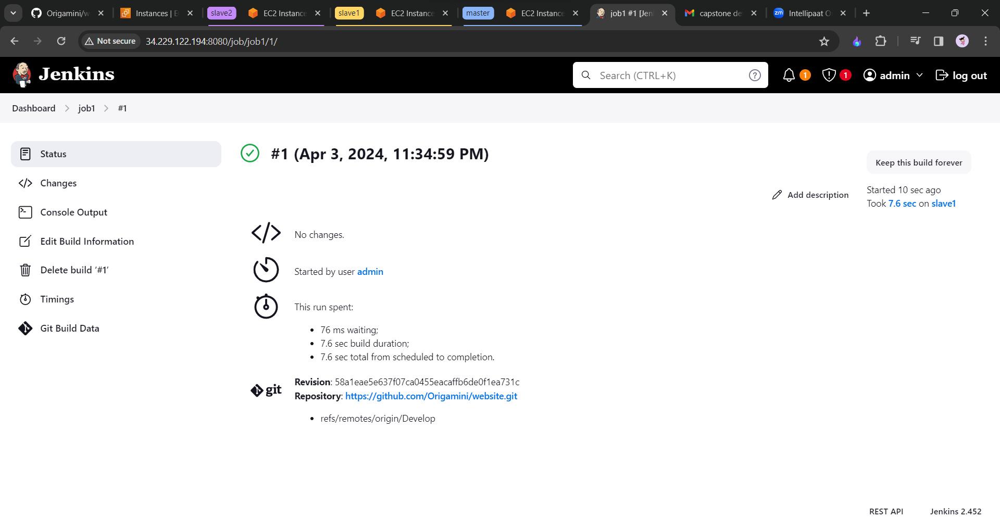 Origamini/w
Instances | E
slave2
EC2 Instance
slave1
EC2 Instance
master
EC2 Instance
job1 #1 [Jen
capstone de
zm
Intellipaat O
Not secure
34.229.122.194:8080/job/job1/1/
Jenkins
Search (CTRL+K)
?
1
1
admin
log out
Dashboard
job1
#1
Status
Changes
Console Output
Edit Build Information
Delete build ‘#1’
Timings
Git Build Data
#1 (Apr 3, 2024, 11:34:59 PM)
Keep this build forever
Add description
Started 10 sec ago
Took 7.6 sec on slave1
No changes.
Started by user admin
This run spent:
• 76 ms waiting;
• 7.6 sec build duration;
• 7.6 sec total from scheduled to completion.
git
Revision: 58a1eae5e637f07ca0455eacaffb6de0f1ea731c
Repository: https://github.com/Origamini/website.git
• refs/remotes/origin/Develop
REST API
Jenkins 2.452